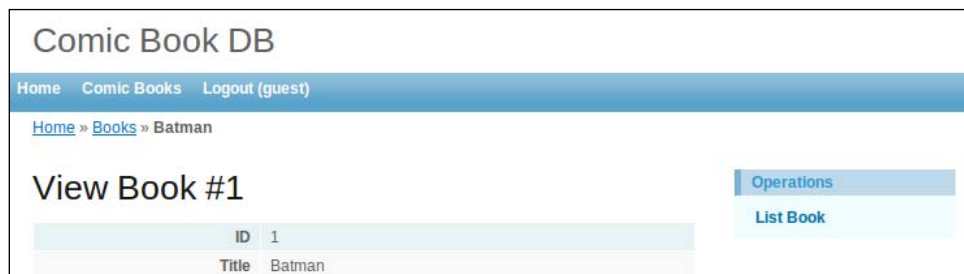 Comic Book DB
Home Comic Books Logout (guest)
Home » Books » Batman
View Book #1
Operations
List Book
ID 1
Title Batman